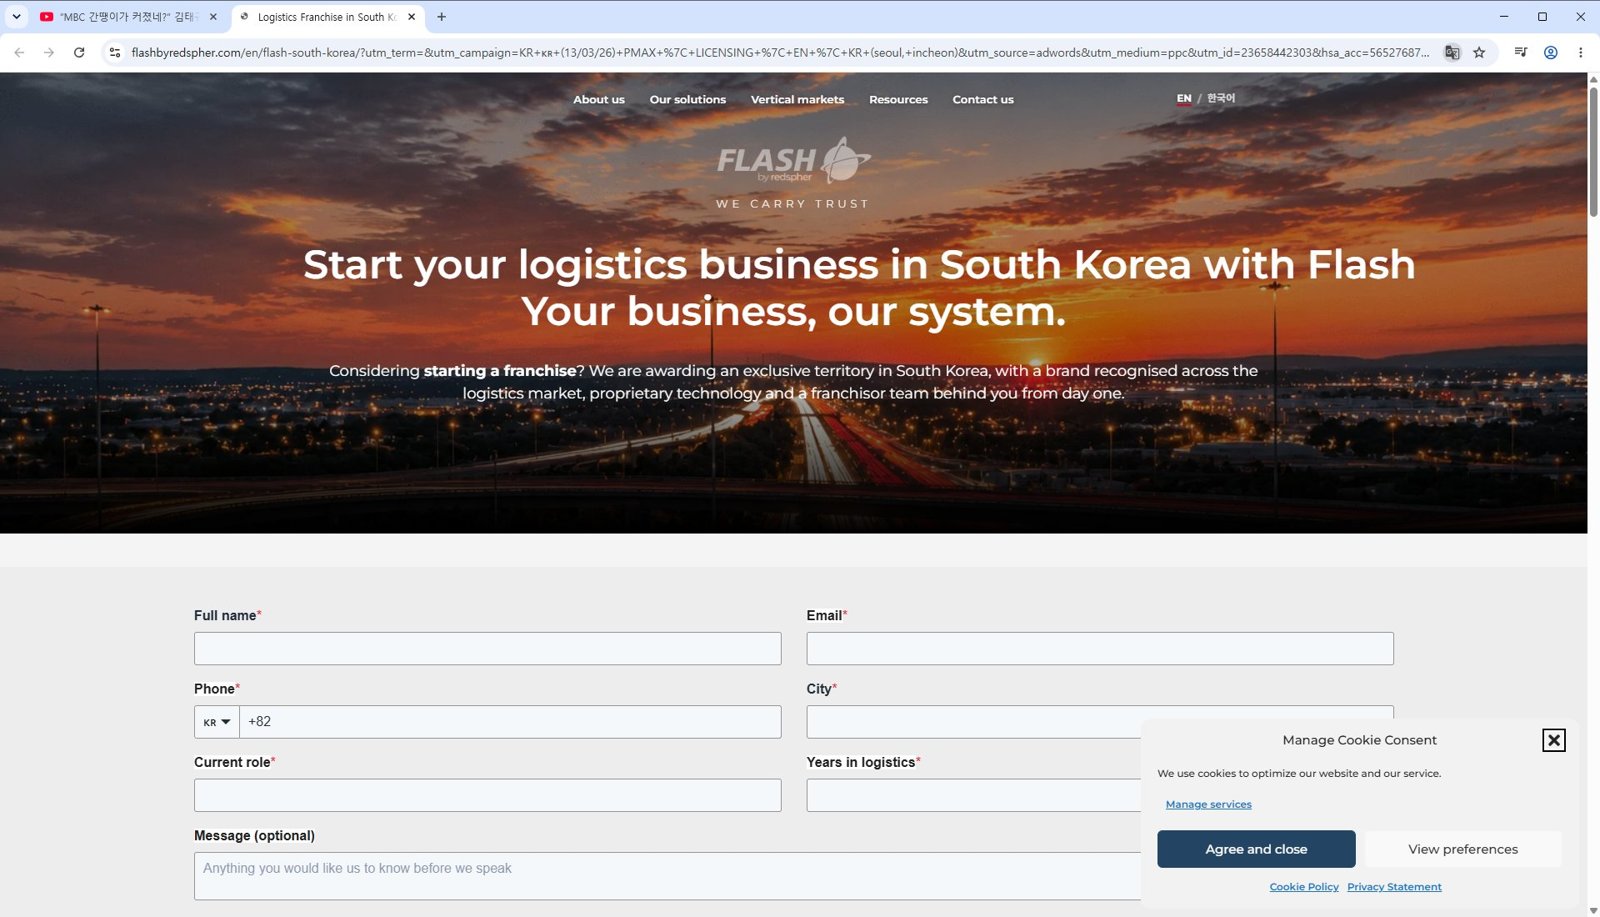 "MBC 간땡이가 커졌네?" 김태
Logistics Franchise in South K
flashbyredspher.com/en/flash-south-korea/?utm_term=&utm_campaign=KR+ĸʀ+(13/03/26)+PMAX+%7C+LICENSING+%7C+EN+%7C+KR+(seoul,+incheon)&utm_source=adwords&utm_medium=ppc&utm_id=23658442303&hsa_acc=56527687...
About us
Our solutions
Vertical markets
Resources
Contact us
EN / 한국어
FLASH
by redspher
WE CARRY TRUST
Start your logistics business in South Korea with Flash
Your business, our system.
Considering starting a franchise? We are awarding an exclusive territory in South Korea, with a brand recognised across the
logistics market, proprietary technology and a franchisor team behind you from day one.
Full name*
Email*
Phone*
City*
KR +82
Current role*
Years in logistics*
Message (optional)
Anything you would like us to know before we speak
Manage Cookie Consent
We use cookies to optimize our website and our service.
Manage services
Agree and close
View preferences
Cookie Policy
Privacy Statement